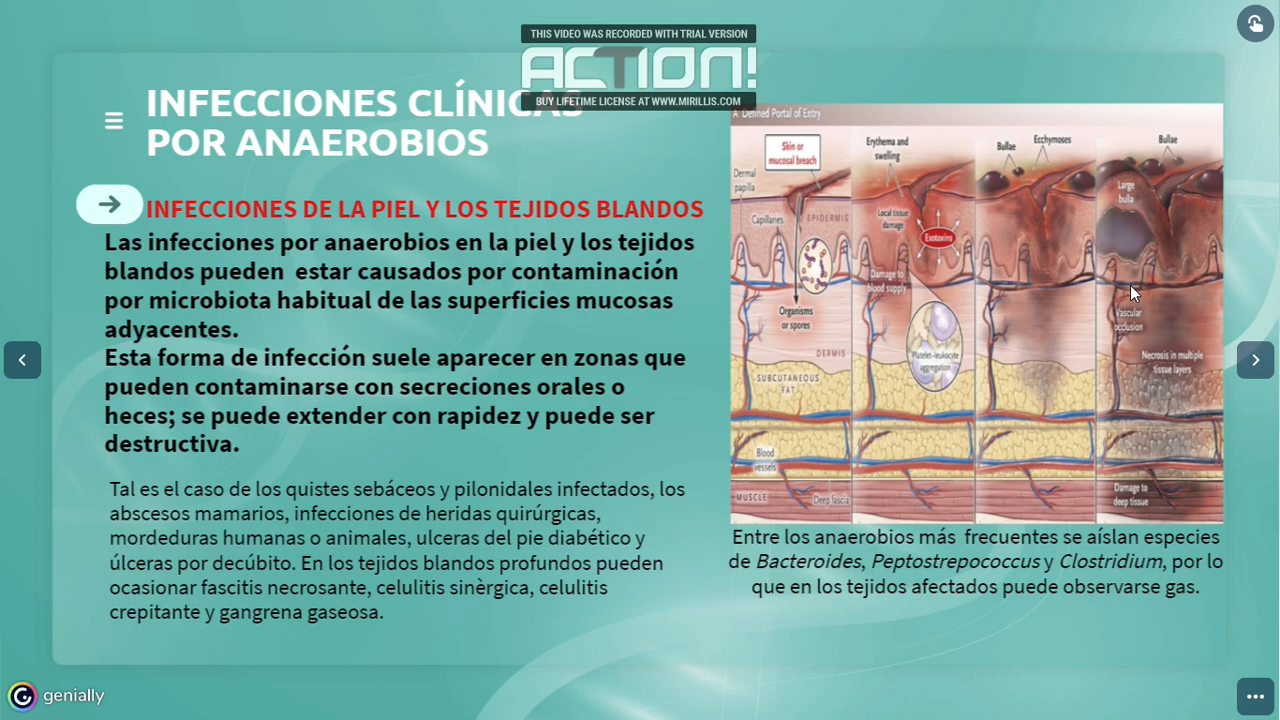 THIS VIDEO WAS RECORDED WITH TRIAL VERSION
ACTION!
BUY LIFETIME LICENSE AT WWW.MIRILLIS.COM
INFECCIONES CLÍNICAS
POR ANAEROBIOS
INFECCIONES DE LA PIEL Y LOS TEJIDOS BLANDOS
Las infecciones por anaerobios en la piel y los tejidos
blandos pueden estar causados por contaminación
por microbiota habitual de las superficies mucosas
adyacentes.
Esta forma de infección suele aparecer en zonas que
pueden contaminarse con secreciones orales o
heces; se puede extender con rapidez y puede ser
destructiva.
Tal es el caso de los quistes sebáceos y pilonidales infectados, los
abscesos mamarios, infecciones de heridas quirúrgicas,
mordeduras humanas o animales, ulceras del pie diabético y
úlceras por decúbito. En los tejidos blandos profundos pueden
ocasionar fascitis necrosante, celulitis sinèrgica, celulitis
crepitante y gangrena gaseosa.
A Defined Portal of Entry
Skin or
mucosal breach
Dermal
papilla
Capillaries
EPIDERMIS
Organisms
or spores
DERMIS
SUBCUTANEOUS
FAT
Blood
vessels
MUSCLE
Deep fascia
Erythema and
swelling
Local tissue
damage
Exotoxins
Damage to
blood supply
Platelet–leukocyte
aggregation
Bullae
Ecchymoses
Bullae
Large
bulla
Vascular
occlusion
Necrosis in multiple
tissue layers
Damage to
deep tissue
Entre los anaerobios más frecuentes se aíslan especies
de Bacteroides, Peptostrepococcus y Clostridium, por lo
que en los tejidos afectados puede observarse gas.
genially